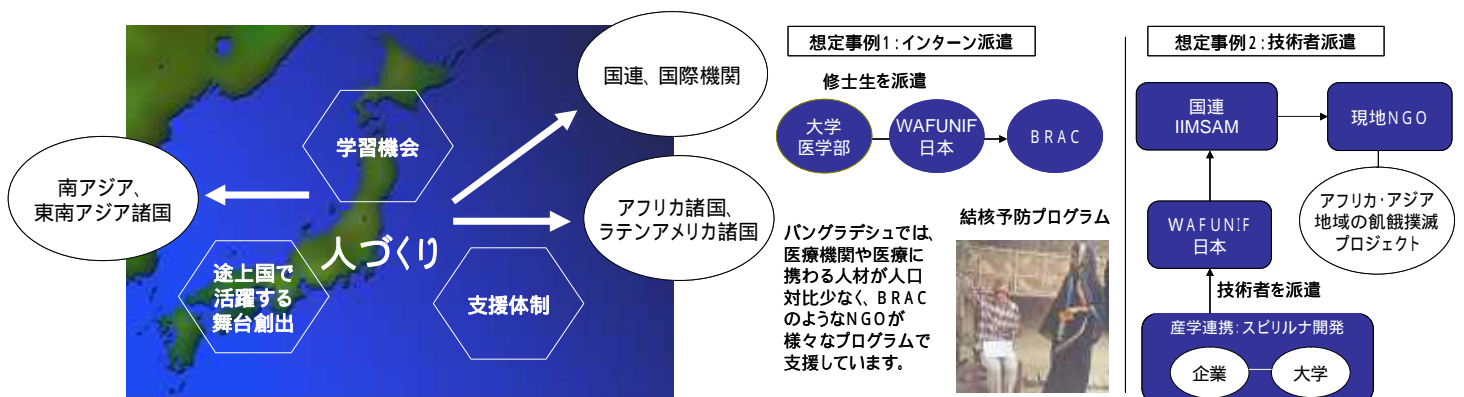 国連、国際機関
学習機会
南アジア、
東南アジア諸国
アフリカ諸国、
ラテンアメリカ諸国
人づくり
途上国で
活躍する
舞台創出
支援体制
想定事例1:インターン派遣
修士生を派遣
大学
医学部
WAFUNIF
日本
BRAC
バングラデシュでは、
医療機関や医療に
携わる人材が人口
対比少なく、BRAC
のようなNGOが
様々なプログラムで
支援しています。
結核予防プログラム
想定事例2:技術者派遣
国連
IIMSAM
現地NGO
アフリカ・アジア
地域の飢餓撲滅
プロジェクト
WAFUNIF
日本
技術者を派遣
産学連携:スピリルナ開発
企業
大学